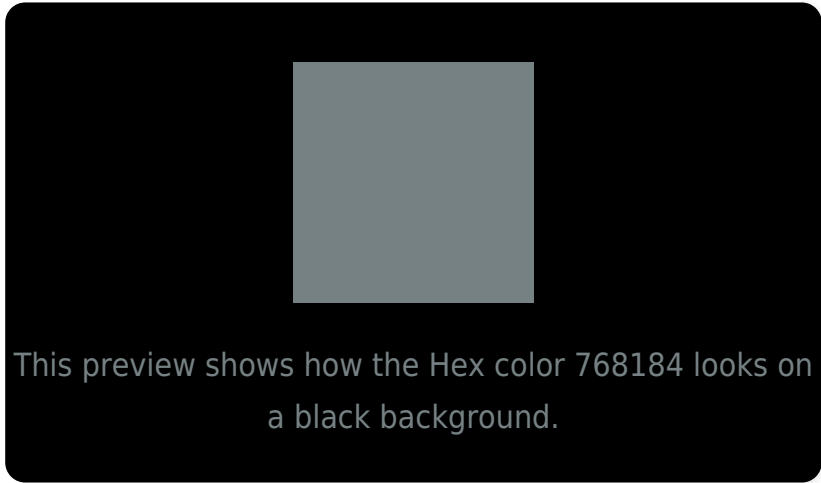 This preview shows how the Hex color 768184 looks on
a black background.